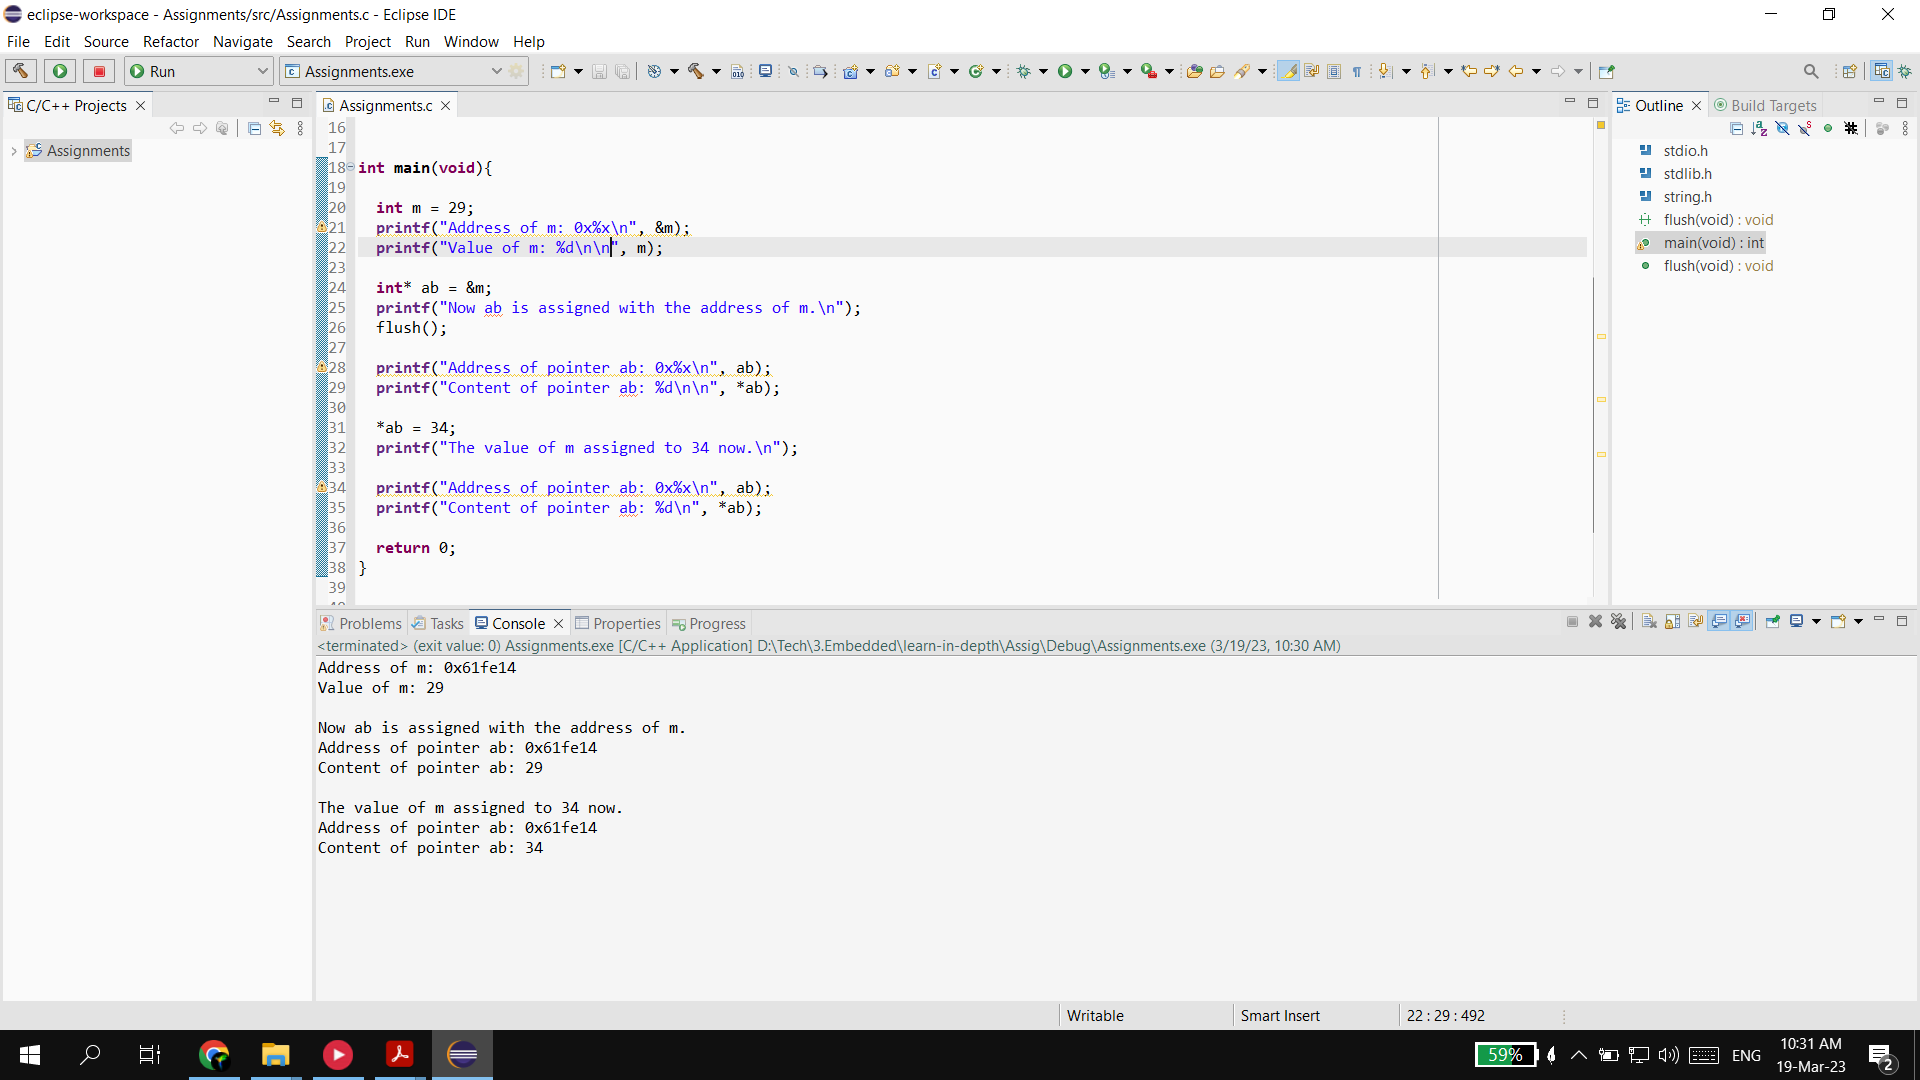 eclipse-workspace - Assignments/src/Assignments.c - Eclipse IDE
File Edit Source Refactor Navigate Search Project Run Window Help
Run Assignments.exe
C/C++ Projects
Assignments
Assignments.c
16
17
18 int main(void){
19
20 int m = 29;
21 printf("Address of m: 0x%x\n", &m);
22 printf("Value of m: %d\n\n", m);
23
24 int* ab = &m;
25 printf("Now ab is assigned with the address of m.\n");
26 flush();
27
28 printf("Address of pointer ab: 0x%x\n", ab);
29 printf("Content of pointer ab: %d\n\n", *ab);
30
31 *ab = 34;
32 printf("The value of m assigned to 34 now.\n");
33
34 printf("Address of pointer ab: 0x%x\n", ab);
35 printf("Content of pointer ab: %d\n", *ab);
36
37 return 0;
38 }
39
Outline Build Targets
stdio.h
stdlib.h
string.h
flush(void) : void
main(void) : int
flush(void) : void
Problems Tasks Console Properties Progress
<terminated> (exit value: 0) Assignments.exe [C/C++ Application] D:\Tech\3.Embedded\learn-in-depth\Assig\Debug\Assignments.exe (3/19/23, 10:30 AM)
Address of m: 0x61fe14
Value of m: 29

Now ab is assigned with the address of m.
Address of pointer ab: 0x61fe14
Content of pointer ab: 29

The value of m assigned to 34 now.
Address of pointer ab: 0x61fe14
Content of pointer ab: 34
Writable Smart Insert 22 : 29 : 492
59% ENG 10:31 AM
19-Mar-23
2